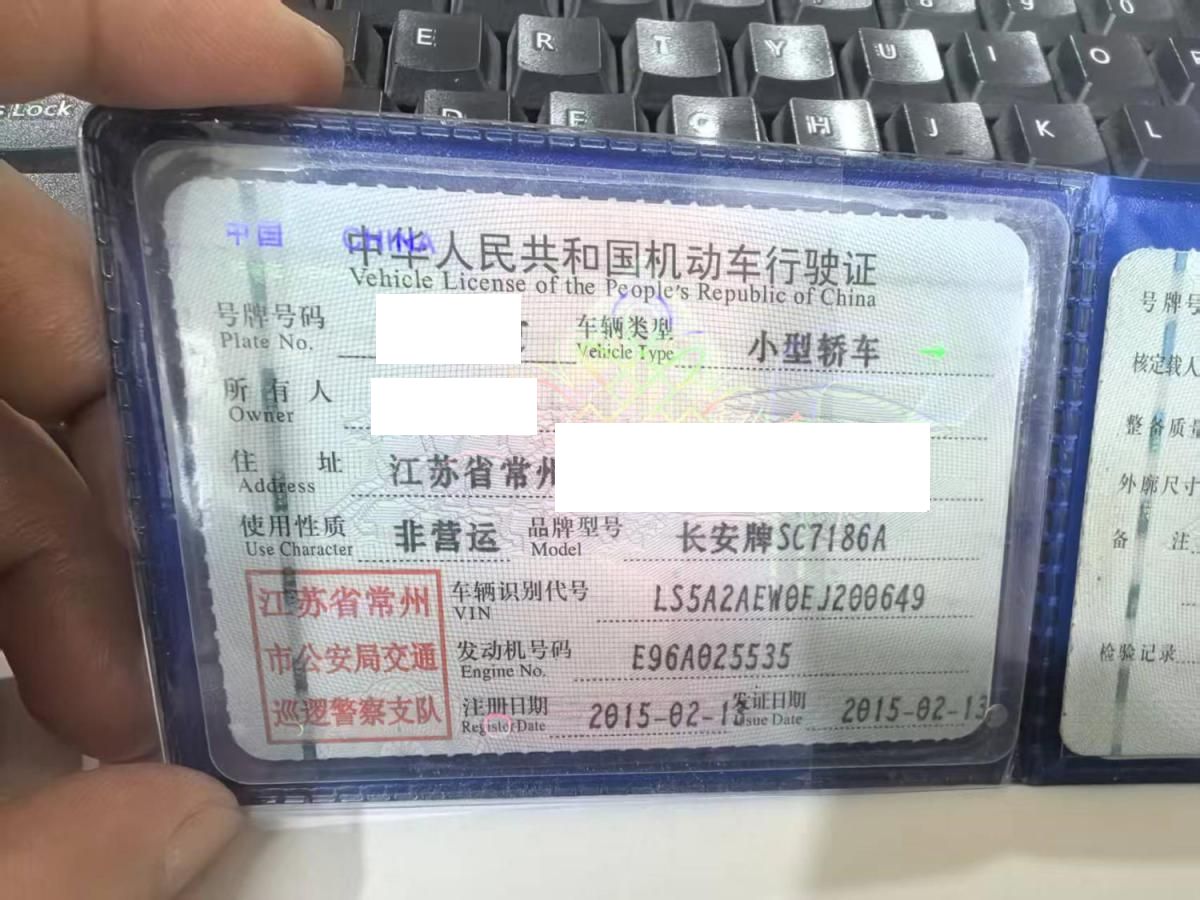 E R T Y U I O
s Lock D F G H J K L
中国 CHINA
中华人民共和国机动车行驶证
Vehicle License of the People's Republic of China
号牌号码 车辆类型 小型轿车
Plate No. Vehicle Type
所有人
Owner
住址 江苏省常州
Address
使用性质 非营运 品牌型号 长安牌SC7186A
Use Character Model
江苏省常州
市公安局交通
巡逻警察支队
车辆识别代号 LS5A2AEW0EJ200649
VIN
发动机号码 E96A025535
Engine No.
注册日期 2015-02-13 发证日期 2015-02-13
Register Date Issue Date
号牌号
核定载人
整备质量
外廓尺寸
备注
检验记录